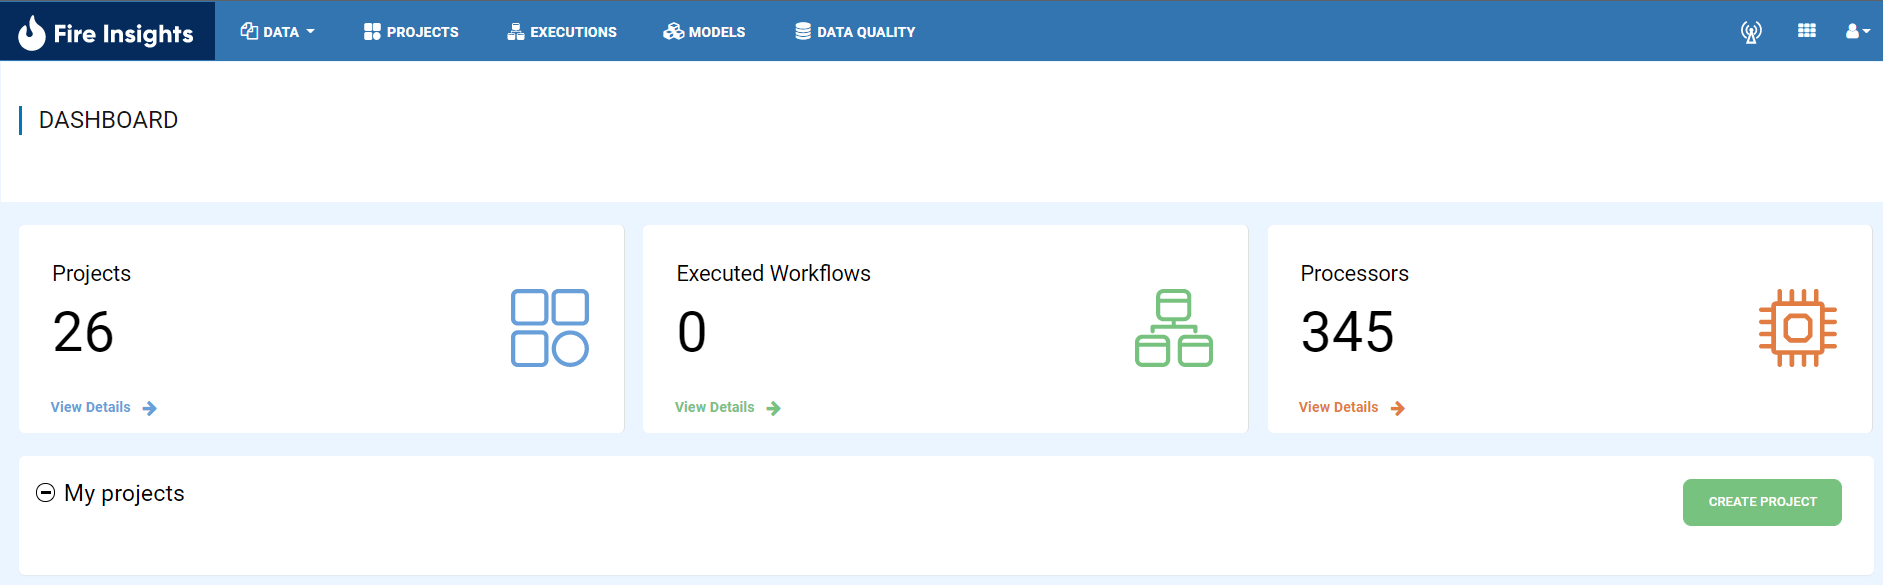 Fire Insights
DATA
PROJECTS
EXECUTIONS
MODELS
DATA QUALITY
DASHBOARD
Projects
26
View Details
Executed Workflows
0
View Details
Processors
345
View Details
My projects
CREATE PROJECT